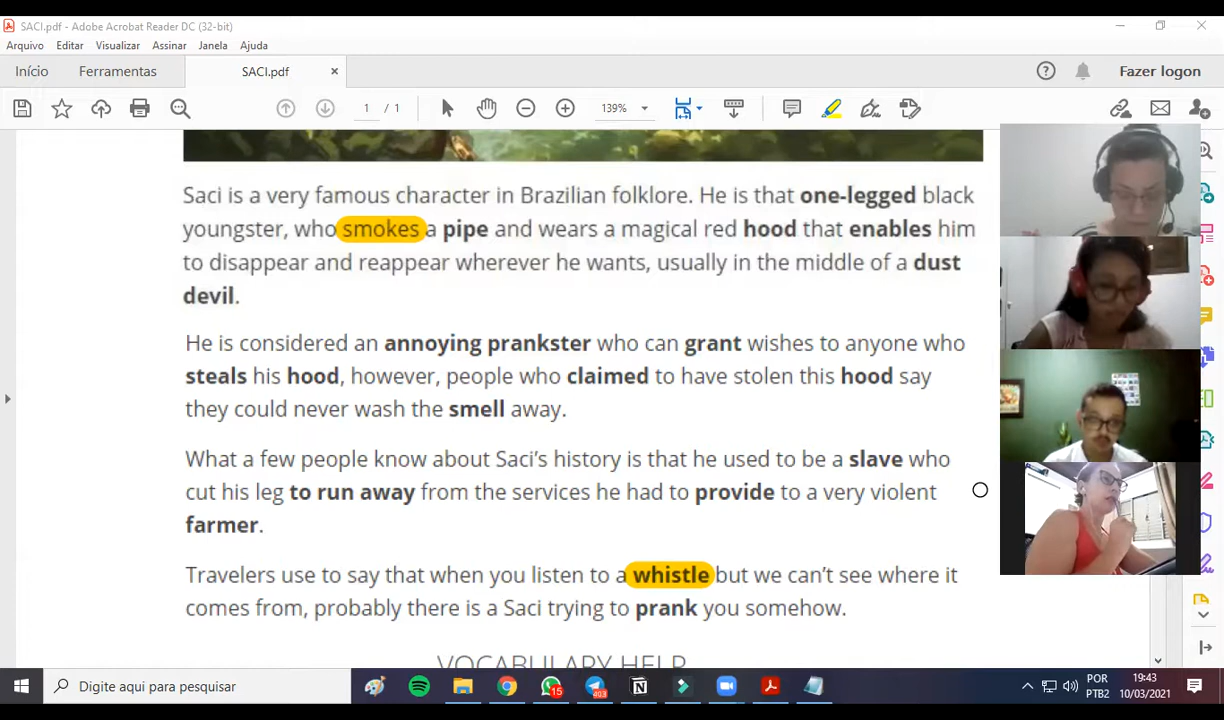 SACI.pdf - Adobe Acrobat Reader DC (32-bit)
Arquivo Editar Visualizar Assinar Janela Ajuda
Início Ferramentas SACI.pdf × Fazer logon
1 / 1 139%
Saci is a very famous character in Brazilian folklore. He is that one-legged black
youngster, who smokes a pipe and wears a magical red hood that enables him
to disappear and reappear wherever he wants, usually in the middle of a dust
devil.
He is considered an annoying prankster who can grant wishes to anyone who
steals his hood, however, people who claimed to have stolen this hood say
they could never wash the smell away.
What a few people know about Saci's history is that he used to be a slave who
cut his leg to run away from the services he had to provide to a very violent
farmer.
Travelers use to say that when you listen to a whistle but we can't see where it
comes from, probably there is a Saci trying to prank you somehow.
VOCABULARY HELP
Digite aqui para pesquisar
15
403
POR
PTB2
19:43
10/03/2021